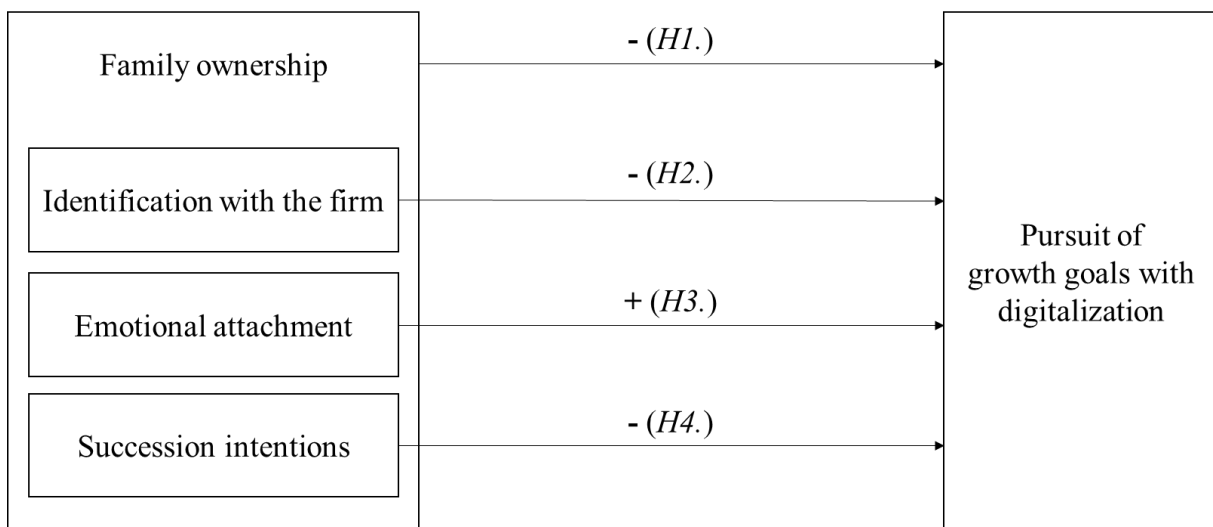 Family ownership
- (H1.)
Identification with the firm
- (H2.)
Emotional attachment
+ (H3.)
Succession intentions
- (H4.)
Pursuit of
growth goals with
digitalization